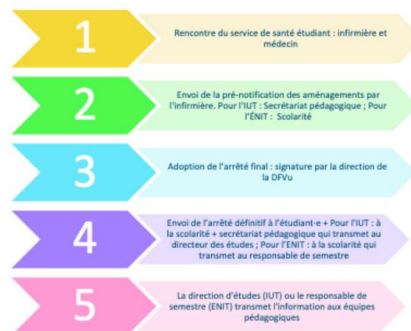 1
Rencontre du service de santé étudiant : infirmière et
médecin
2
Envoi de la pré-notification des aménagements par
l'infirmière. Pour l'IUT : Secrétariat pédagogique ; Pour
l'ÉNIT : Scolarité
3
Adoption de l'arrêté final : signature par la direction de
la DFVu
4
Envoi de l'arrêté définitif à l'étudiant·e + Pour l'IUT : à
la scolarité + secrétariat pédagogique qui transmet au
directeur des études ; Pour l'ENIT : à la scolarité qui
transmet au responsable de semestre
5
La direction d'études (IUT) ou le responsable de
semestre (ENIT) transmet l'information aux équipes
pédagogiques